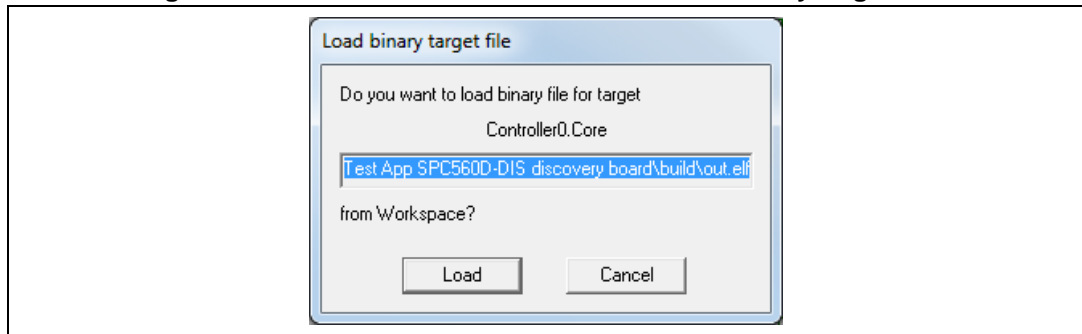 Load binary target file
Do you want to load binary file for target
Controller0.Core
Test App SPC560D-DIS discovery board\build\out.elf
from Workspace?
Load Cancel